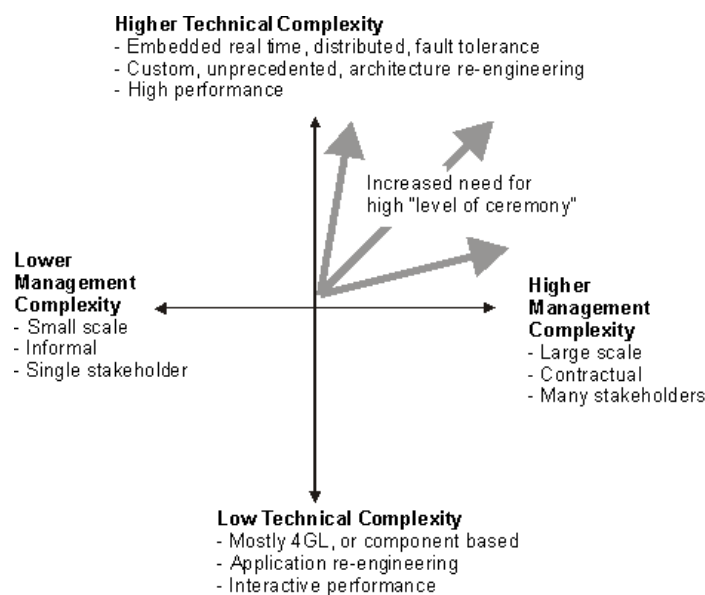 Higher Technical Complexity
- Embedded real time, distributed, fault tolerance
- Custom, unprecedented, architecture re-engineering
- High performance
Increased need for
high "level of ceremony"
Lower
Management
Complexity
- Small scale
- Informal
- Single stakeholder
Higher
Management
Complexity
- Large scale
- Contractual
- Many stakeholders
Low Technical Complexity
- Mostly 4GL, or component based
- Application re-engineering
- Interactive performance